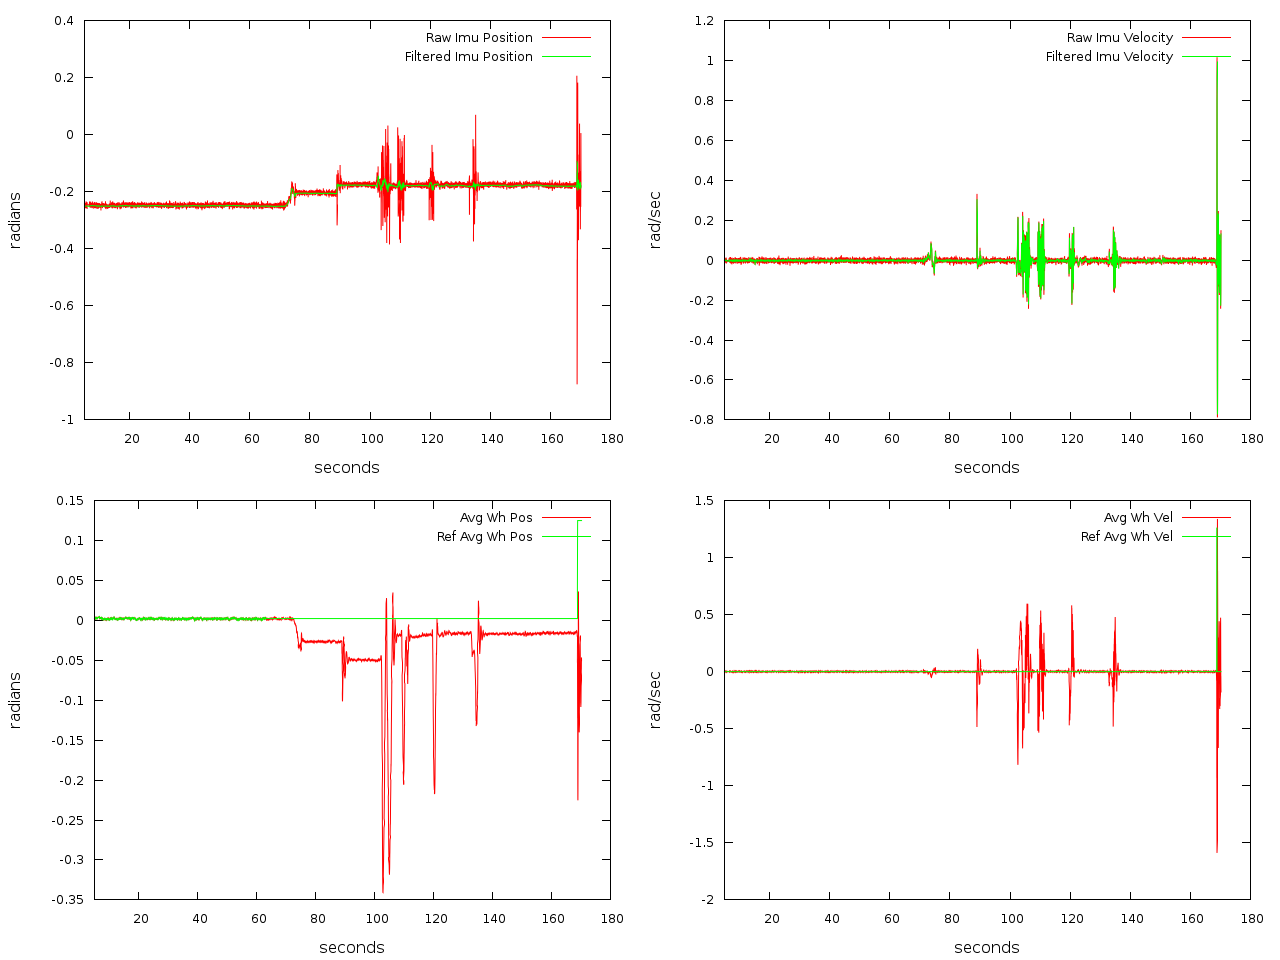 0.4
0.2
0
-0.2
-0.4
-0.6
-0.8
-1
20 40 60 80 100 120 140 160 180
radians
seconds
Raw Imu Position
Filtered Imu Position
1.2
1
0.8
0.6
0.4
0.2
0
-0.2
-0.4
-0.6
-0.8
20 40 60 80 100 120 140 160 180
rad/sec
seconds
Raw Imu Velocity
Filtered Imu Velocity
0.15
0.1
0.05
0
-0.05
-0.1
-0.15
-0.2
-0.25
-0.3
-0.35
20 40 60 80 100 120 140 160 180
radians
seconds
Avg Wh Pos
Ref Avg Wh Pos
1.5
1
0.5
0
-0.5
-1
-1.5
-2
20 40 60 80 100 120 140 160 180
rad/sec
seconds
Avg Wh Vel
Ref Avg Wh Vel